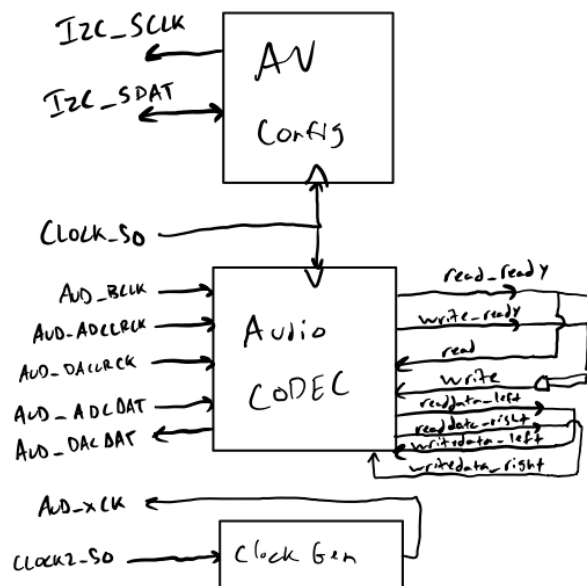 I2C_SCLK
AV
I2C_SDAT
Config
CLOCK_50
read_ready
AUD_BCLK
write_ready
AUD_ADCLRCK
Audio
read
AUD_DACLRCK
write
CODEC
readdata_left
AUD_ADCDAT
readdata_right
AUD_DACDAT
writedata_left
writedata_right
AUD_XCK
CLOCK2_50
Clock Gen